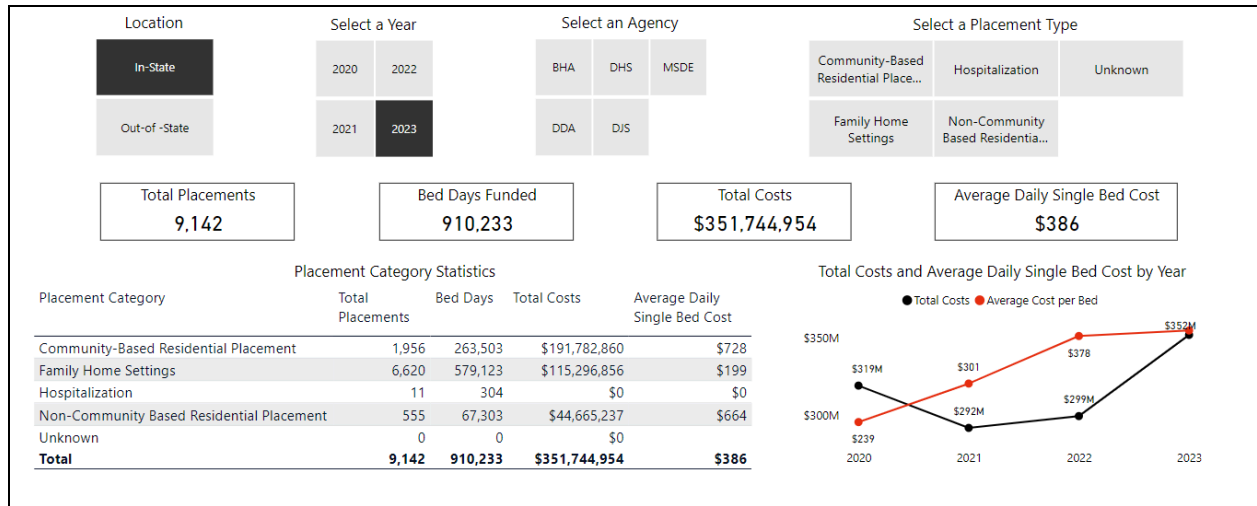 Location
Select a Year
Select an Agency
Select a Placement Type
In-State
Out-of -State
2020
2022
2021
2023
BHA
DHS
MSDE
DDA
DJS
Community-Based
Residential Place...
Hospitalization
Unknown
Family Home
Settings
Non-Community
Based Residentia...
Total Placements
9,142
Bed Days Funded
910,233
Total Costs
$351,744,954
Average Daily Single Bed Cost
$386
Placement Category Statistics
Placement Category Total Placements Bed Days Total Costs Average Daily Single Bed Cost
Community-Based Residential Placement 1,956 263,503 $191,782,860 $728
Family Home Settings 6,620 579,123 $115,296,856 $199
Hospitalization 11 304 $0 $0
Non-Community Based Residential Placement 555 67,303 $44,665,237 $664
Unknown 0 0 $0
Total 9,142 910,233 $351,744,954 $386
Total Costs and Average Daily Single Bed Cost by Year
Total Costs Average Cost per Bed
$350M
$300M
$319M
$292M
$299M
$352M
$239
$301
$378
2020 2021 2022 2023